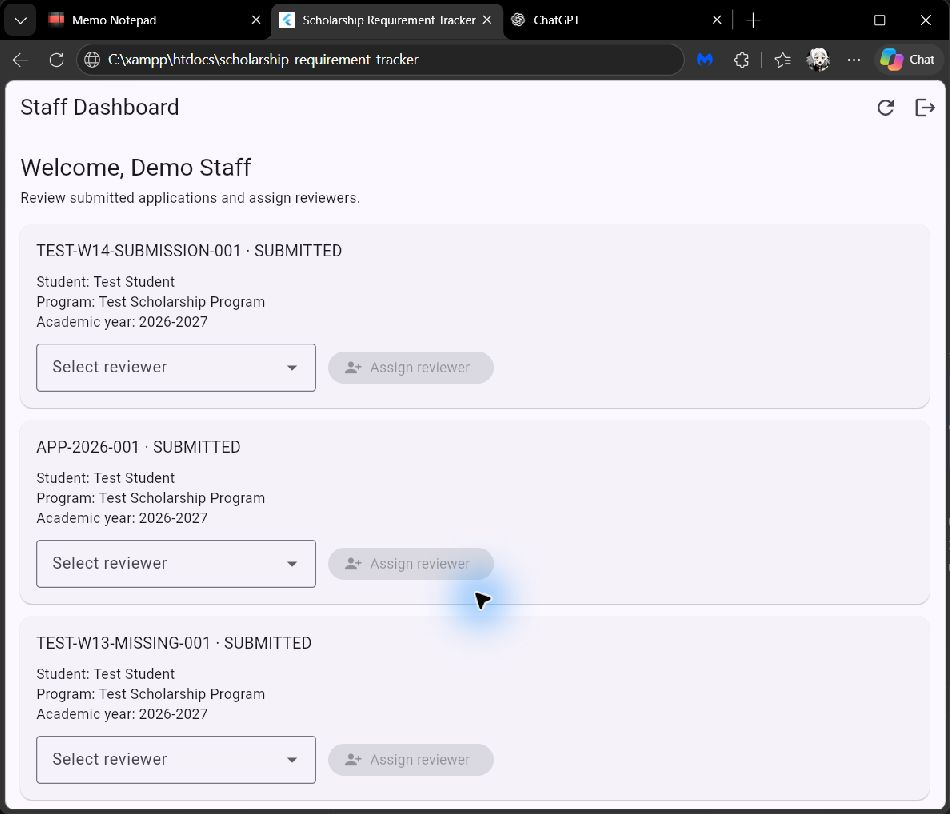 Memo Notepad
Scholarship Requirement Tracker
ChatGPT
C:\xampp\htdocs\scholarship requirement tracker
Chat
Staff Dashboard
Welcome, Demo Staff
Review submitted applications and assign reviewers.
TEST-W14-SUBMISSION-001 · SUBMITTED
Student: Test Student
Program: Test Scholarship Program
Academic year: 2026-2027
Select reviewer
Assign reviewer
APP-2026-001 · SUBMITTED
Student: Test Student
Program: Test Scholarship Program
Academic year: 2026-2027
Select reviewer
Assign reviewer
TEST-W13-MISSING-001 · SUBMITTED
Student: Test Student
Program: Test Scholarship Program
Academic year: 2026-2027
Select reviewer
Assign reviewer